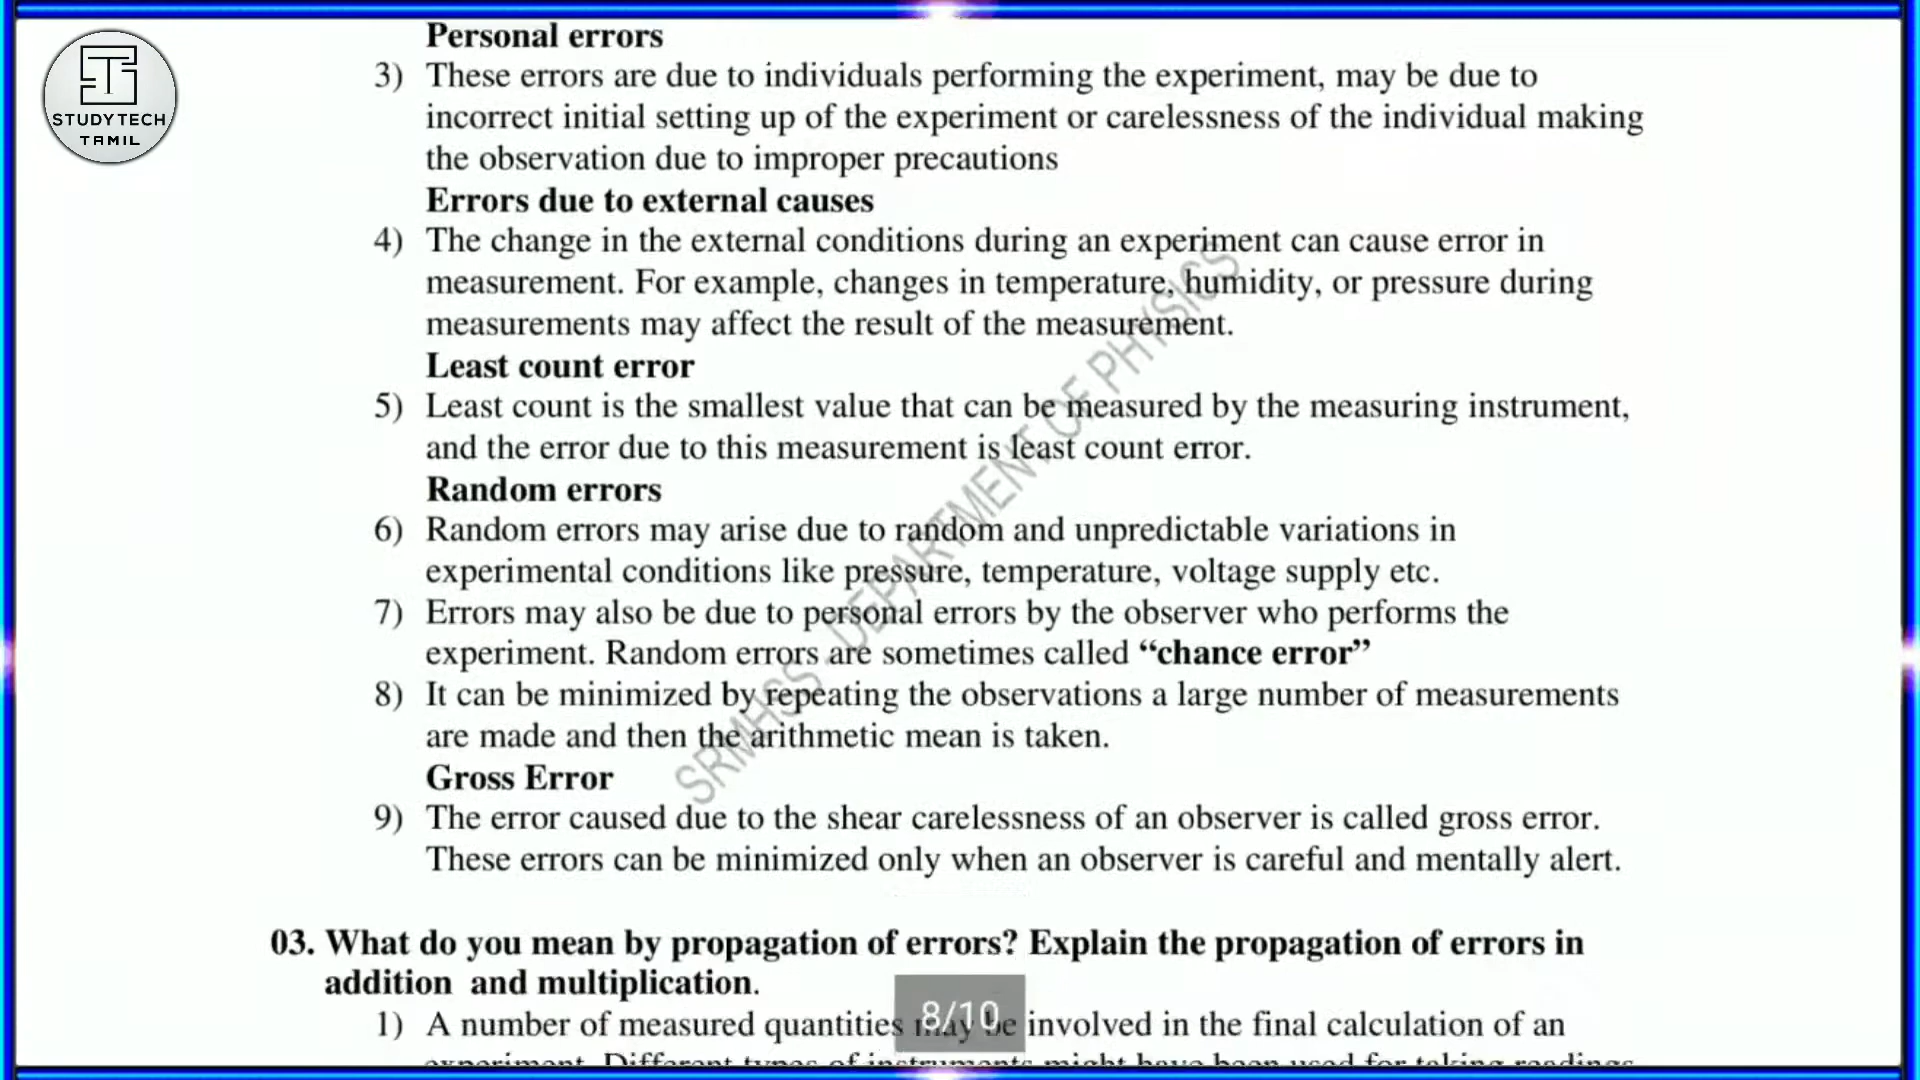 STUDYTECH
TAMIL
Personal errors
3) These errors are due to individuals performing the experiment, may be due to
incorrect initial setting up of the experiment or carelessness of the individual making
the observation due to improper precautions
Errors due to external causes
4) The change in the external conditions during an experiment can cause error in
measurement. For example, changes in temperature, humidity, or pressure during
measurements may affect the result of the measurement.
Least count error
5) Least count is the smallest value that can be measured by the measuring instrument,
and the error due to this measurement is least count error.
Random errors
6) Random errors may arise due to random and unpredictable variations in
experimental conditions like pressure, temperature, voltage supply etc.
7) Errors may also be due to personal errors by the observer who performs the
experiment. Random errors are sometimes called “chance error”
8) It can be minimized by repeating the observations a large number of measurements
are made and then the arithmetic mean is taken.
Gross Error
9) The error caused due to the shear carelessness of an observer is called gross error.
These errors can be minimized only when an observer is careful and mentally alert.
SRMHSS - DEPARTMENT OF PHYSICS
03. What do you mean by propagation of errors? Explain the propagation of errors in
addition and multiplication.
1) A number of measured quantities may be involved in the final calculation of an
experiment. Different types of instruments might have been used for taking readings
8/10